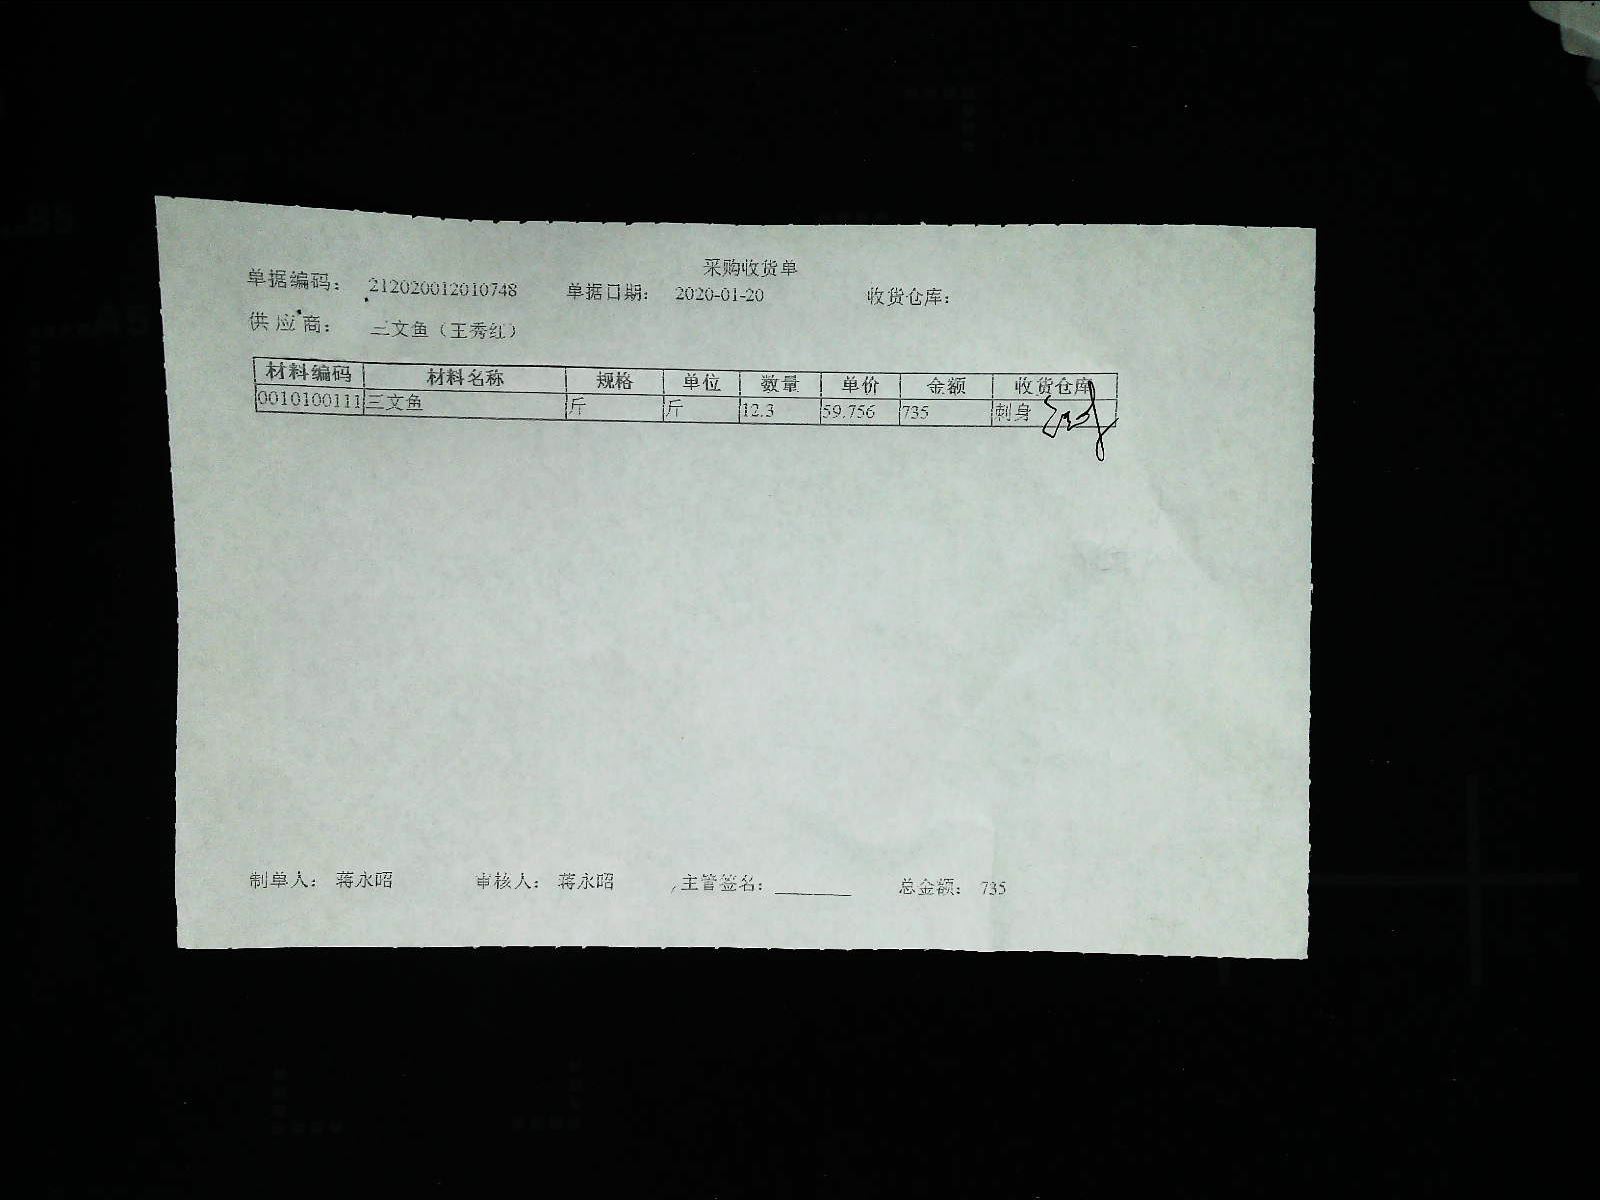 采购收货单
单据编码： 212020012010748 单据日期： 2020-01-20 收货仓库：
供应商： 三文鱼（王秀红）
材料编码 材料名称 规格 单位 数量 单价 金额 收货仓库
0010100111 三文鱼 斤 斤 12.3 59.756 735 刺身
制单人： 蒋永昭 审核人： 蒋永昭 主管签名： 总金额： 735